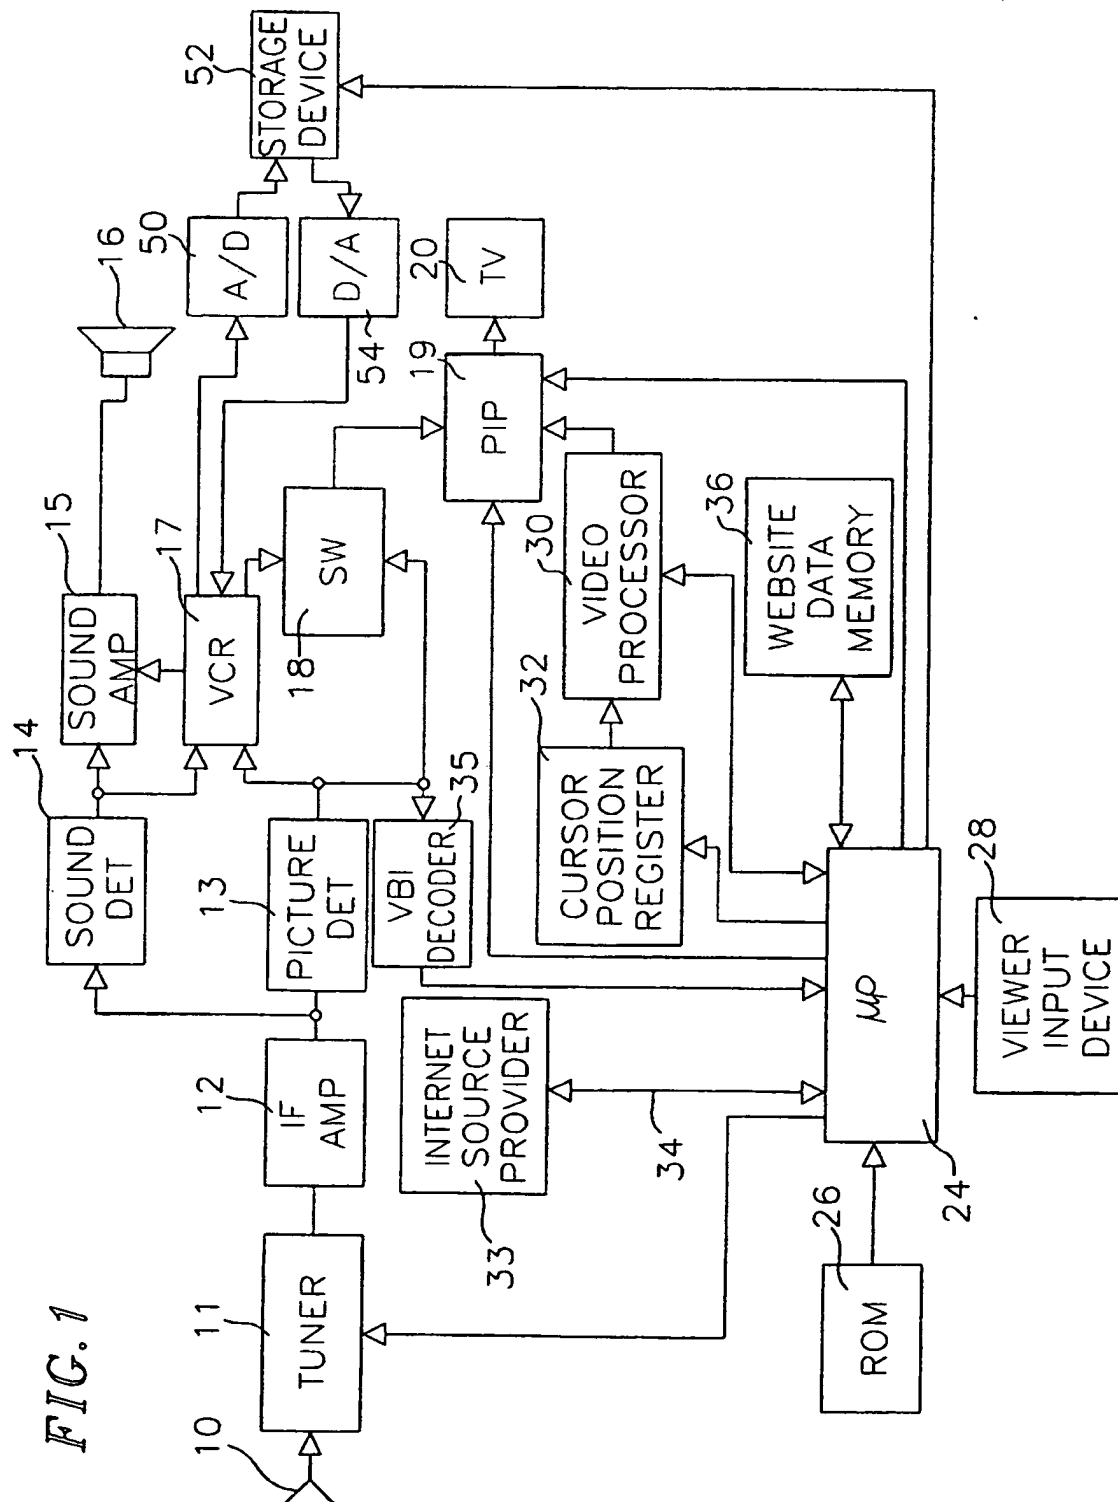 FIG. 1
10
11
TUNER
12
IF
AMP
13
PICTURE
DET
14
SOUND
DET
15
SOUND
AMP
16
17
VCR
18
SW
50
A/D
52
STORAGE
DEVICE
54
D/A
19
PIP
20
TV
35
VBI
DECODER
33
INTERNET
SOURCE
PROVIDER
34
32
CURSOR
POSITION
REGISTER
30
VIDEO
PROCESSOR
36
WEBSITE
DATA
MEMORY
26
ROM
24
μP
28
VIEWER
INPUT
DEVICE